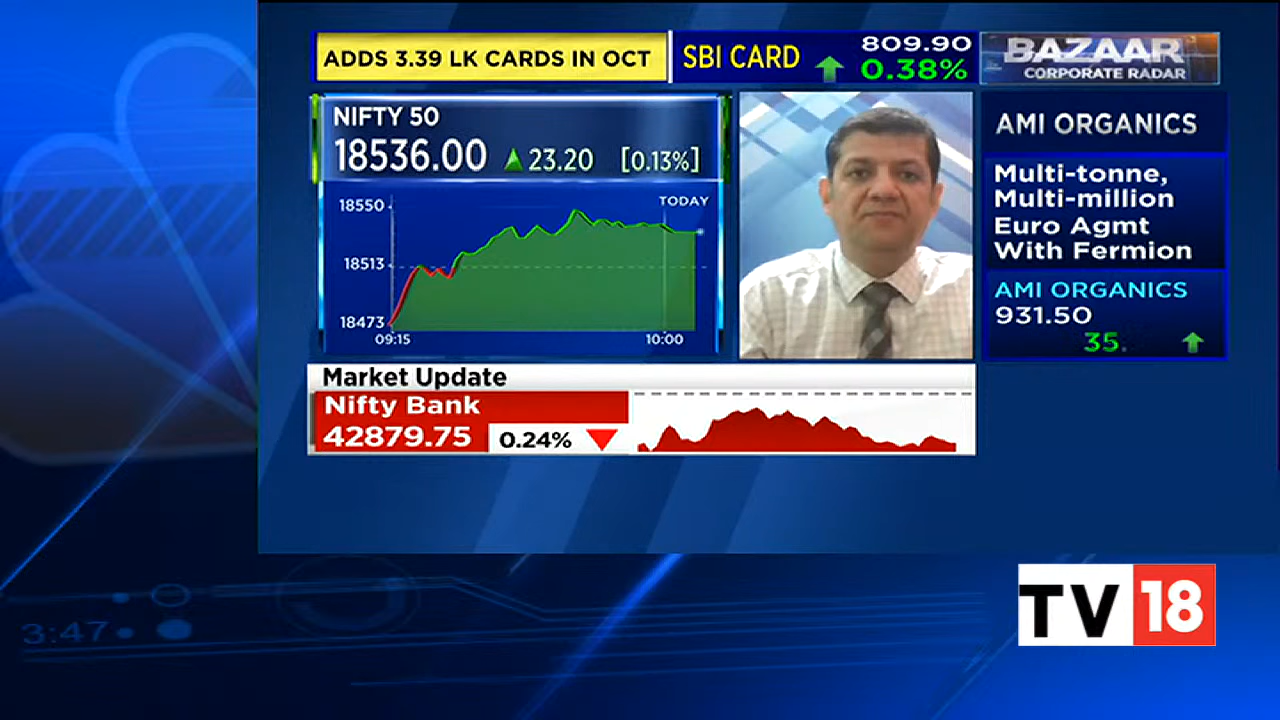 ADDS 3.39 LK CARDS IN OCT
SBI CARD
809.90
0.38%
BAZAAR
CORPORATE RADAR
NIFTY 50
18536.00 23.20 [0.13%]
TODAY
18550
18513
18473
09:15
10:00
AMI ORGANICS
Multi-tonne,
Multi-million
Euro Agmt
With Fermion
AMI ORGANICS
931.50
35.
Market Update
Nifty Bank
42879.75
0.24%
TV18
3:47